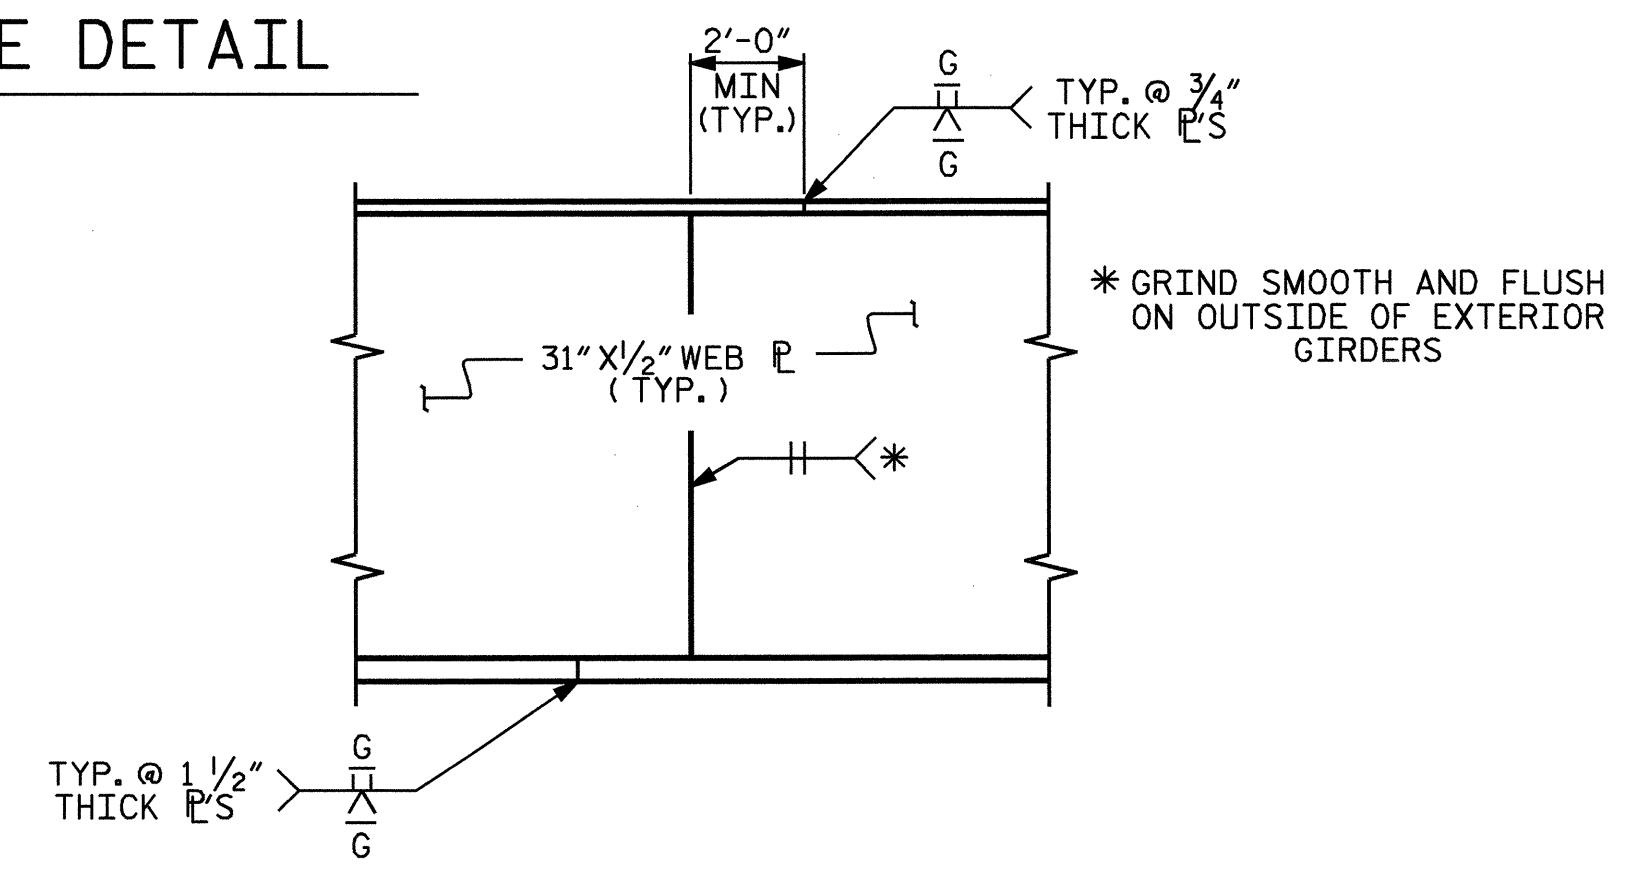 E DETAIL
2'-0"
MIN
(TYP.)
G
G
TYP. @ 3/4"
THICK PL'S
* GRIND SMOOTH AND FLUSH
ON OUTSIDE OF EXTERIOR
GIRDERS
31" X 1/2" WEB PL
(TYP.)
*
TYP. @ 1 1/2"
THICK PL'S
G
G